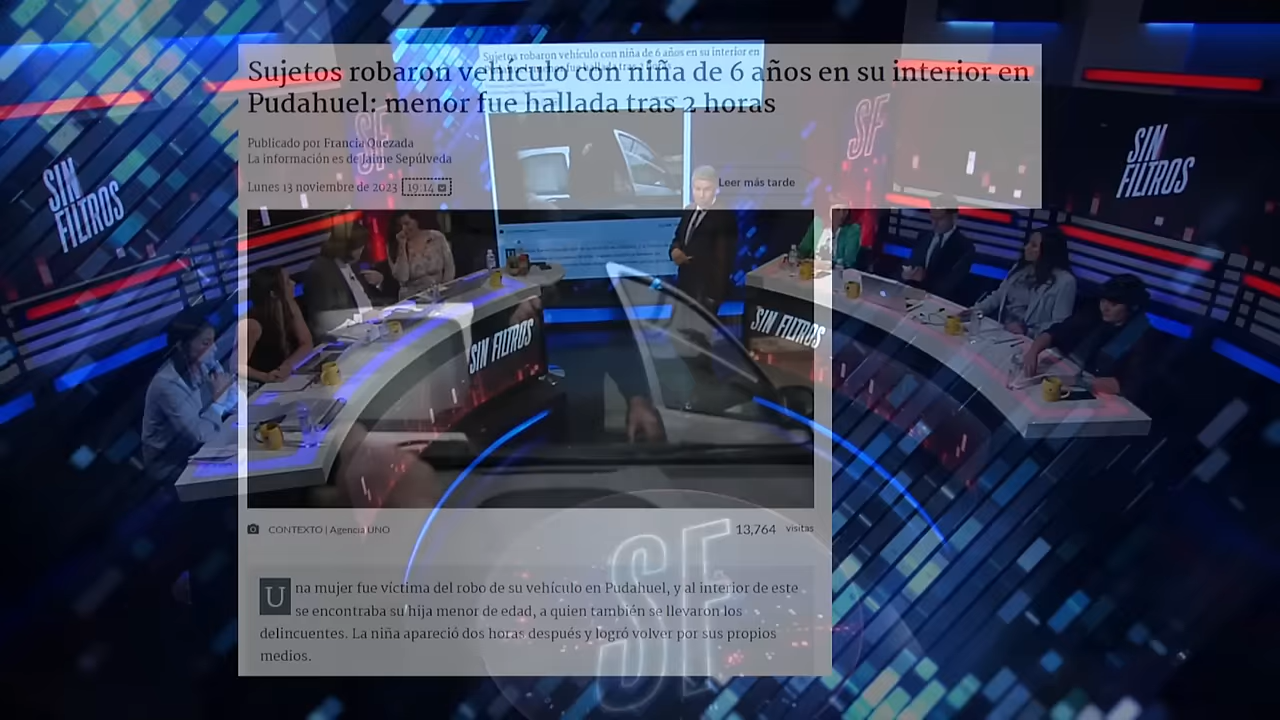 Sujetos robaron vehículo con niña de 6 años en su interior en
Pudahuel: menor fue hallada tras 2 horas
Publicado por Francia Quezada
La información es de Jaime Sepúlveda
Lunes 13 noviembre de 2023 19:14
Leer más tarde
SF
SF
SIN
FILTROS
SIN
FILTROS
SIN FILTROS
SIN FILTROS
CONTEXTO | Agencia UNO
13,764 visitas
SF
Una mujer fue víctima del robo de su vehículo en Pudahuel, y al interior de este
se encontraba su hija menor de edad, a quien también se llevaron los
delincuentes. La niña apareció dos horas después y logró volver por sus propios
medios.